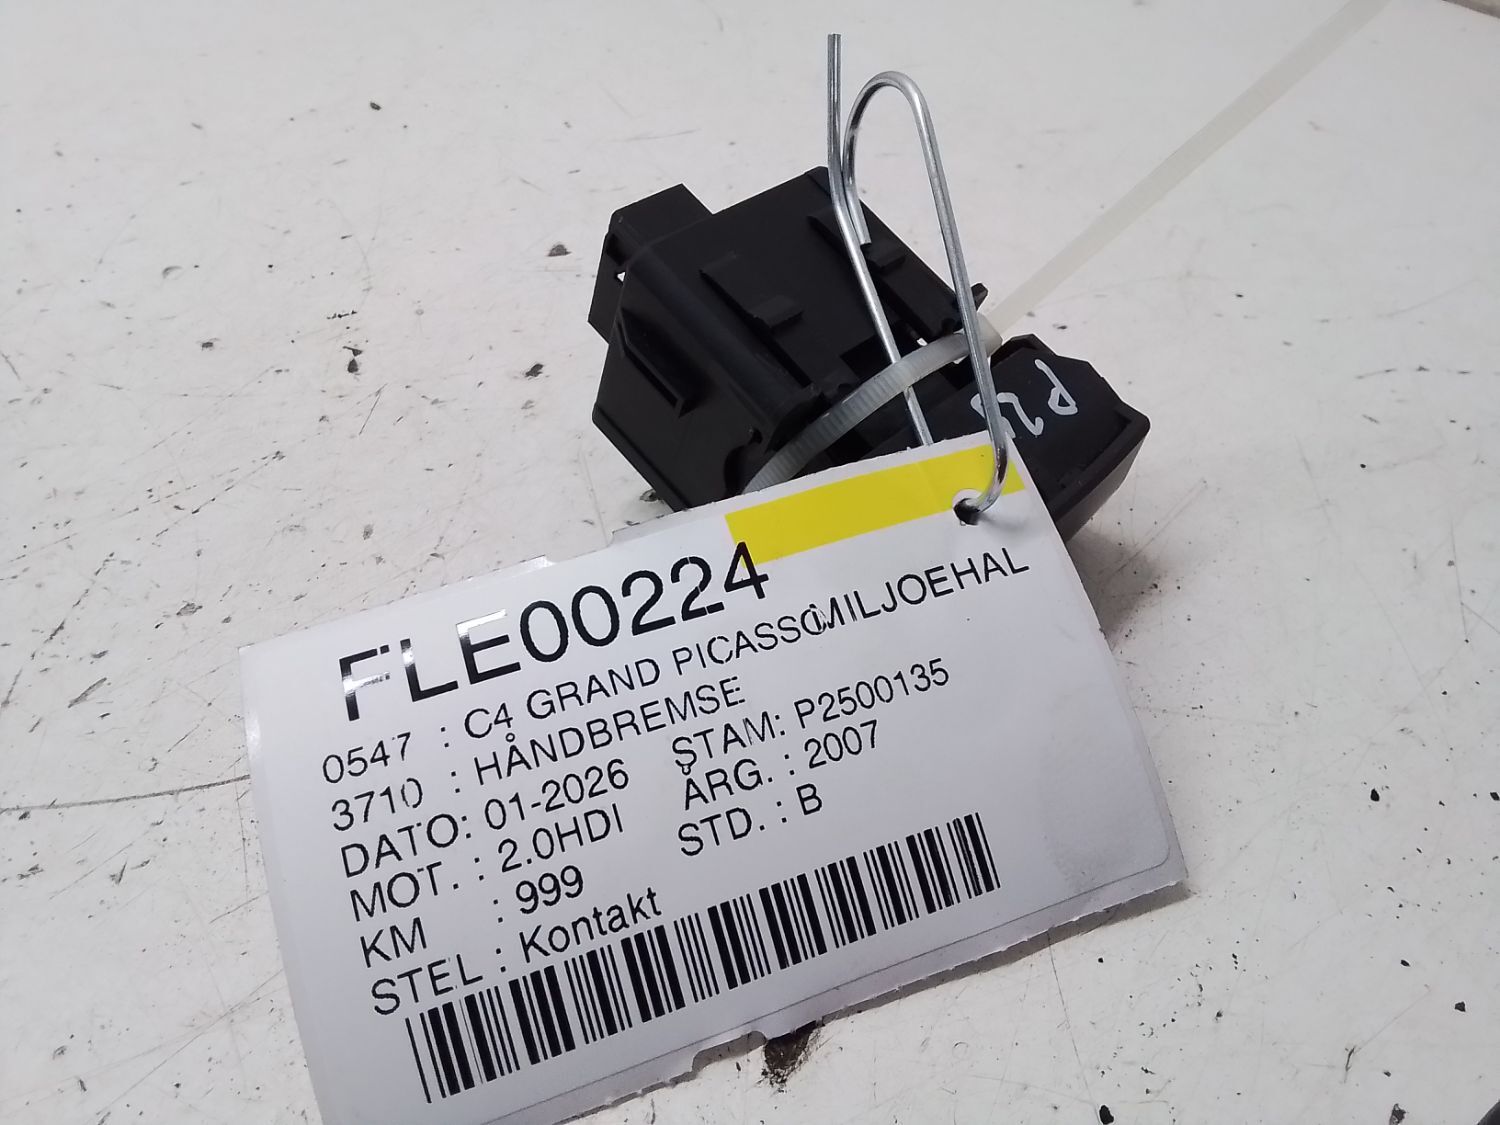 FLE00224
0547 : C4 GRAND PICASSO MILJOEHAL
3710 : HÅNDBREMSE
DATO: 01-2026 STAM: P2500135
MOT. : 2.0HDI ÅRG. : 2007
KM : 999 STD. : B
STEL : Kontakt